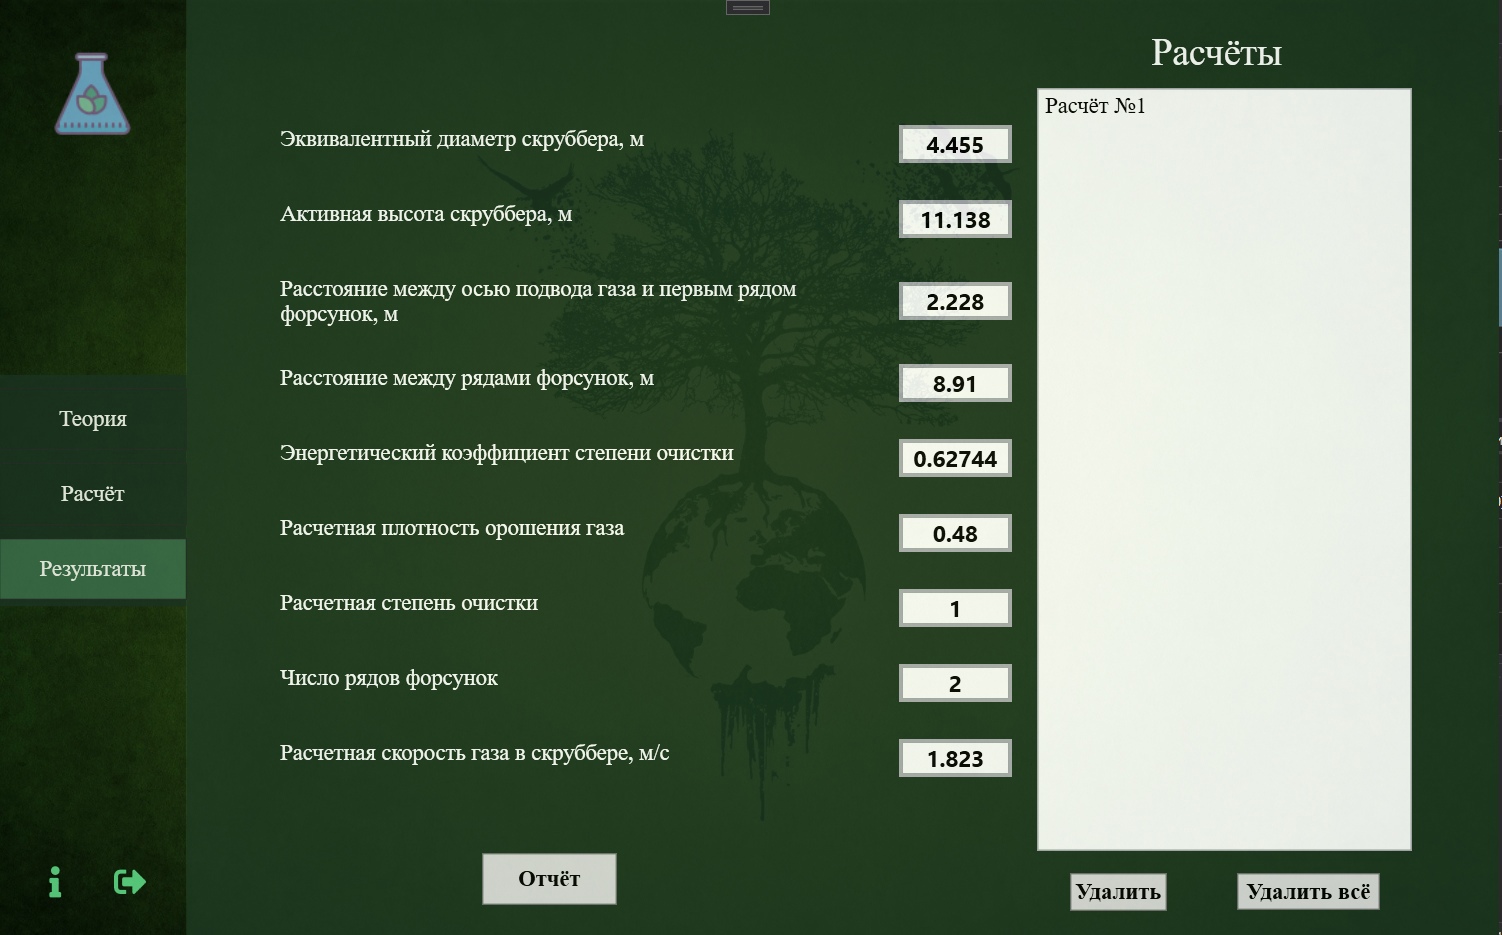 Расчёты
Расчёт №1
Эквивалентный диаметр скруббера, м
4.455
Активная высота скруббера, м
11.138
Расстояние между осью подвода газа и первым рядом
форсунок, м
2.228
Расстояние между рядами форсунок, м
8.91
Теория
Энергетический коэффициент степени очистки
0.62744
Расчёт
Расчетная плотность орошения газа
0.48
Результаты
Расчетная степень очистки
1
Число рядов форсунок
2
Расчетная скорость газа в скруббере, м/с
1.823
Отчёт
Удалить
Удалить всё